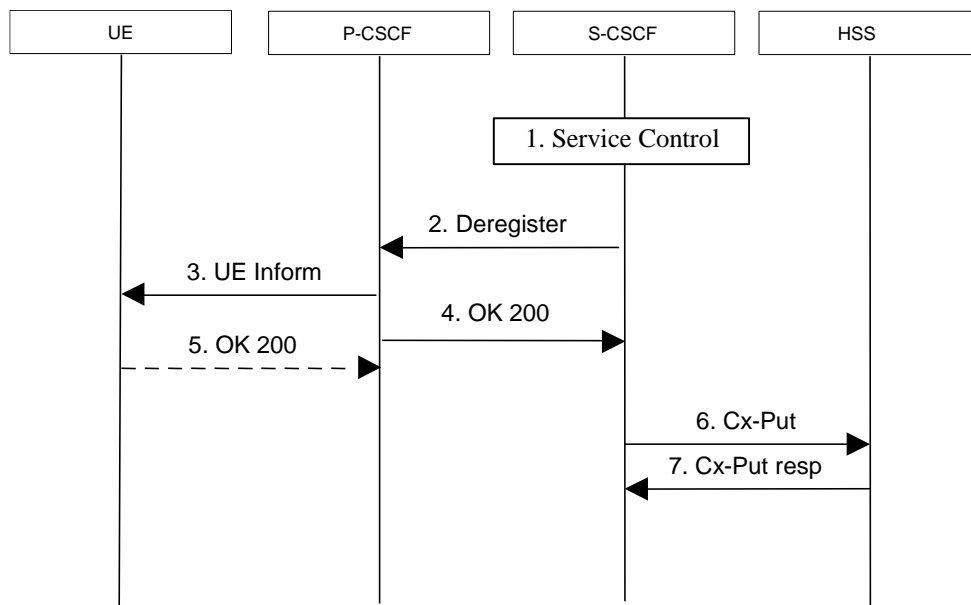 UE
P-CSCF
S-CSCF
HSS
1. Service Control
2. Deregister
3. UE Inform
4. OK 200
5. OK 200
6. Cx-Put
7. Cx-Put resp